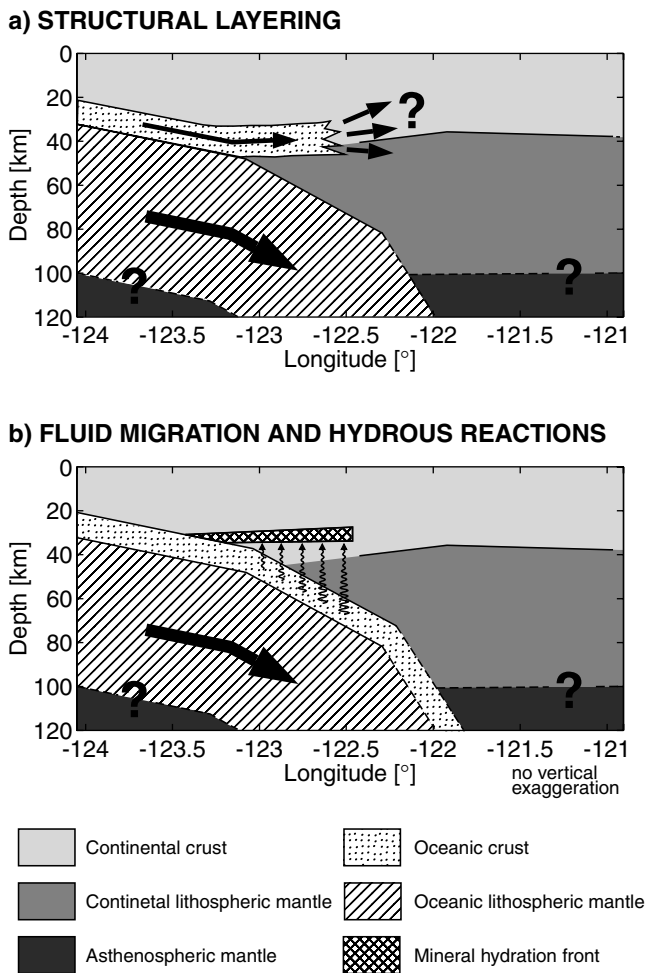 a) STRUCTURAL LAYERING
0
20
40
60
80
100
120
Depth [km]
?
?
?
-124
-123.5
-123
-122.5
-122
-121.5
-121
Longitude [°]
b) FLUID MIGRATION AND HYDROUS REACTIONS
0
20
40
60
80
100
120
Depth [km]
?
?
-124
-123.5
-123
-122.5
-122
-121.5
-121
Longitude [°]
no vertical
exaggeration
Continental crust
Oceanic crust
Continetal lithospheric mantle
Oceanic lithospheric mantle
Asthenospheric mantle
Mineral hydration front